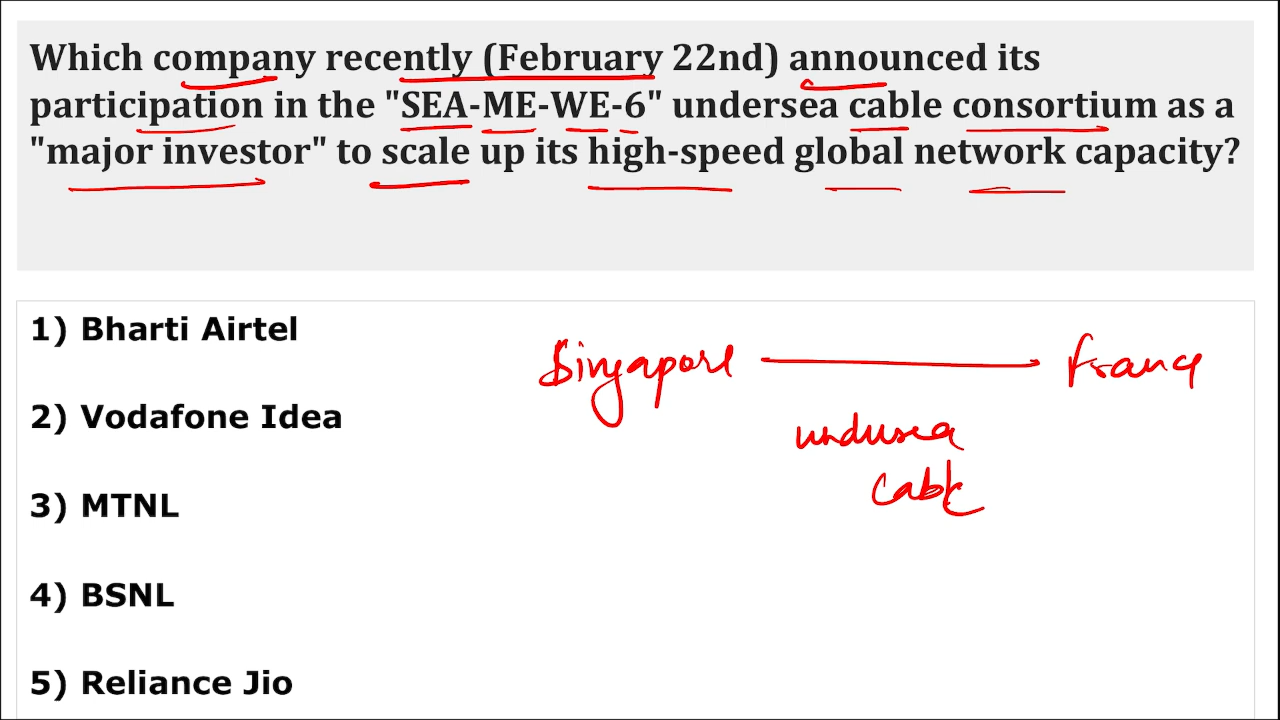 Which company recently (February 22nd) announced its
participation in the "SEA-ME-WE-6" undersea cable consortium as a
"major investor" to scale up its high-speed global network capacity?
1) Bharti Airtel
Singapore France
2) Vodafone Idea
undersea
cable
3) MTNL
4) BSNL
5) Reliance Jio